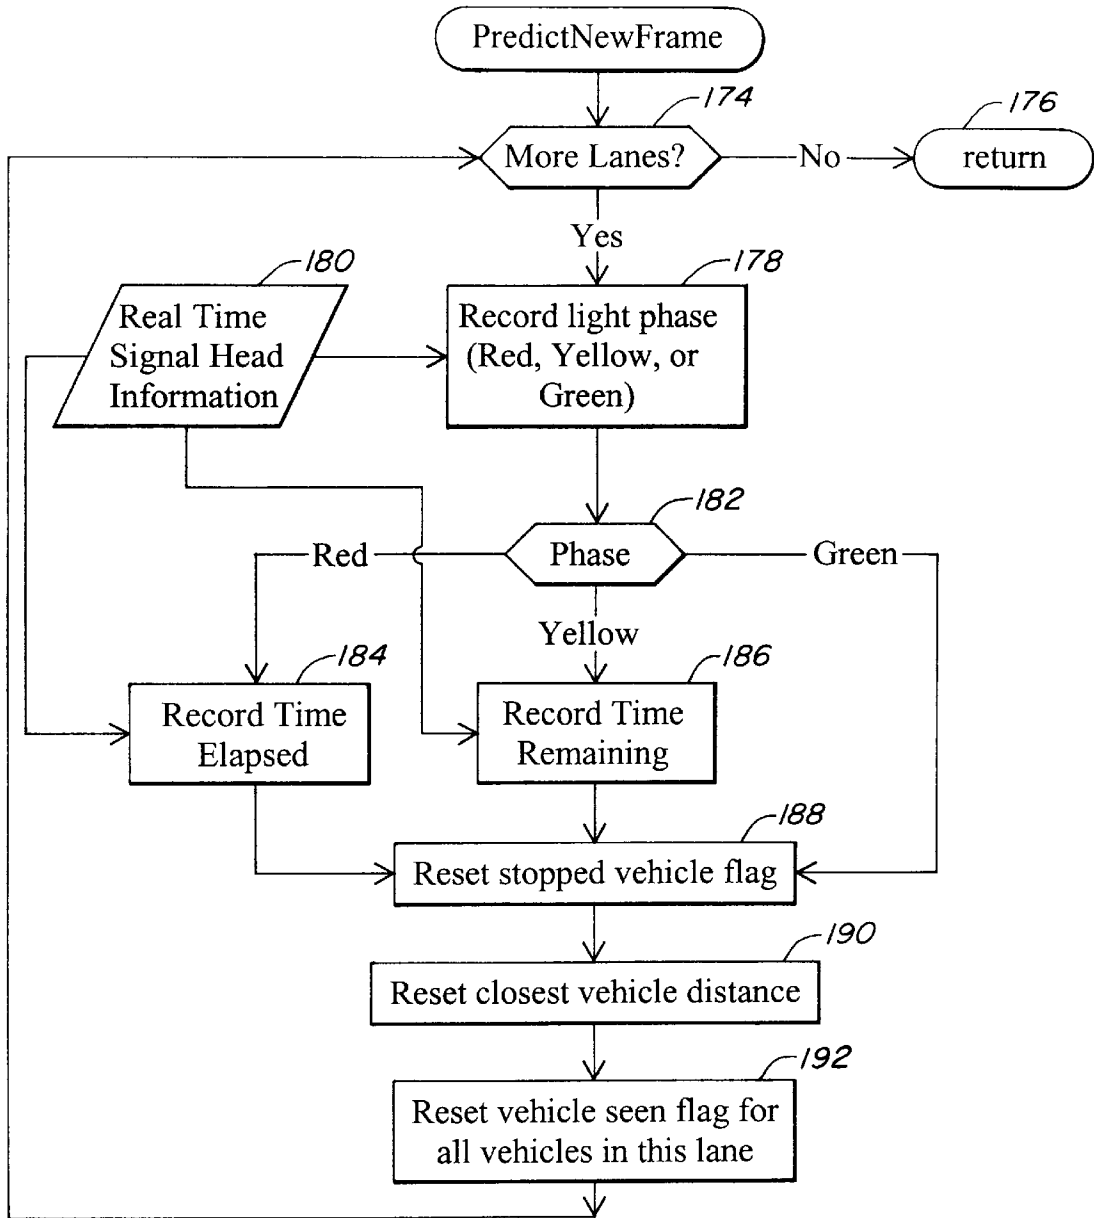 PredictNewFrame
174
More Lanes?
No
176
return
Yes
180
Real Time
Signal Head
Information
178
Record light phase
(Red, Yellow, or
Green)
182
Phase
Red
Green
Yellow
184
Record Time
Elapsed
186
Record Time
Remaining
188
Reset stopped vehicle flag
190
Reset closest vehicle distance
192
Reset vehicle seen flag for
all vehicles in this lane